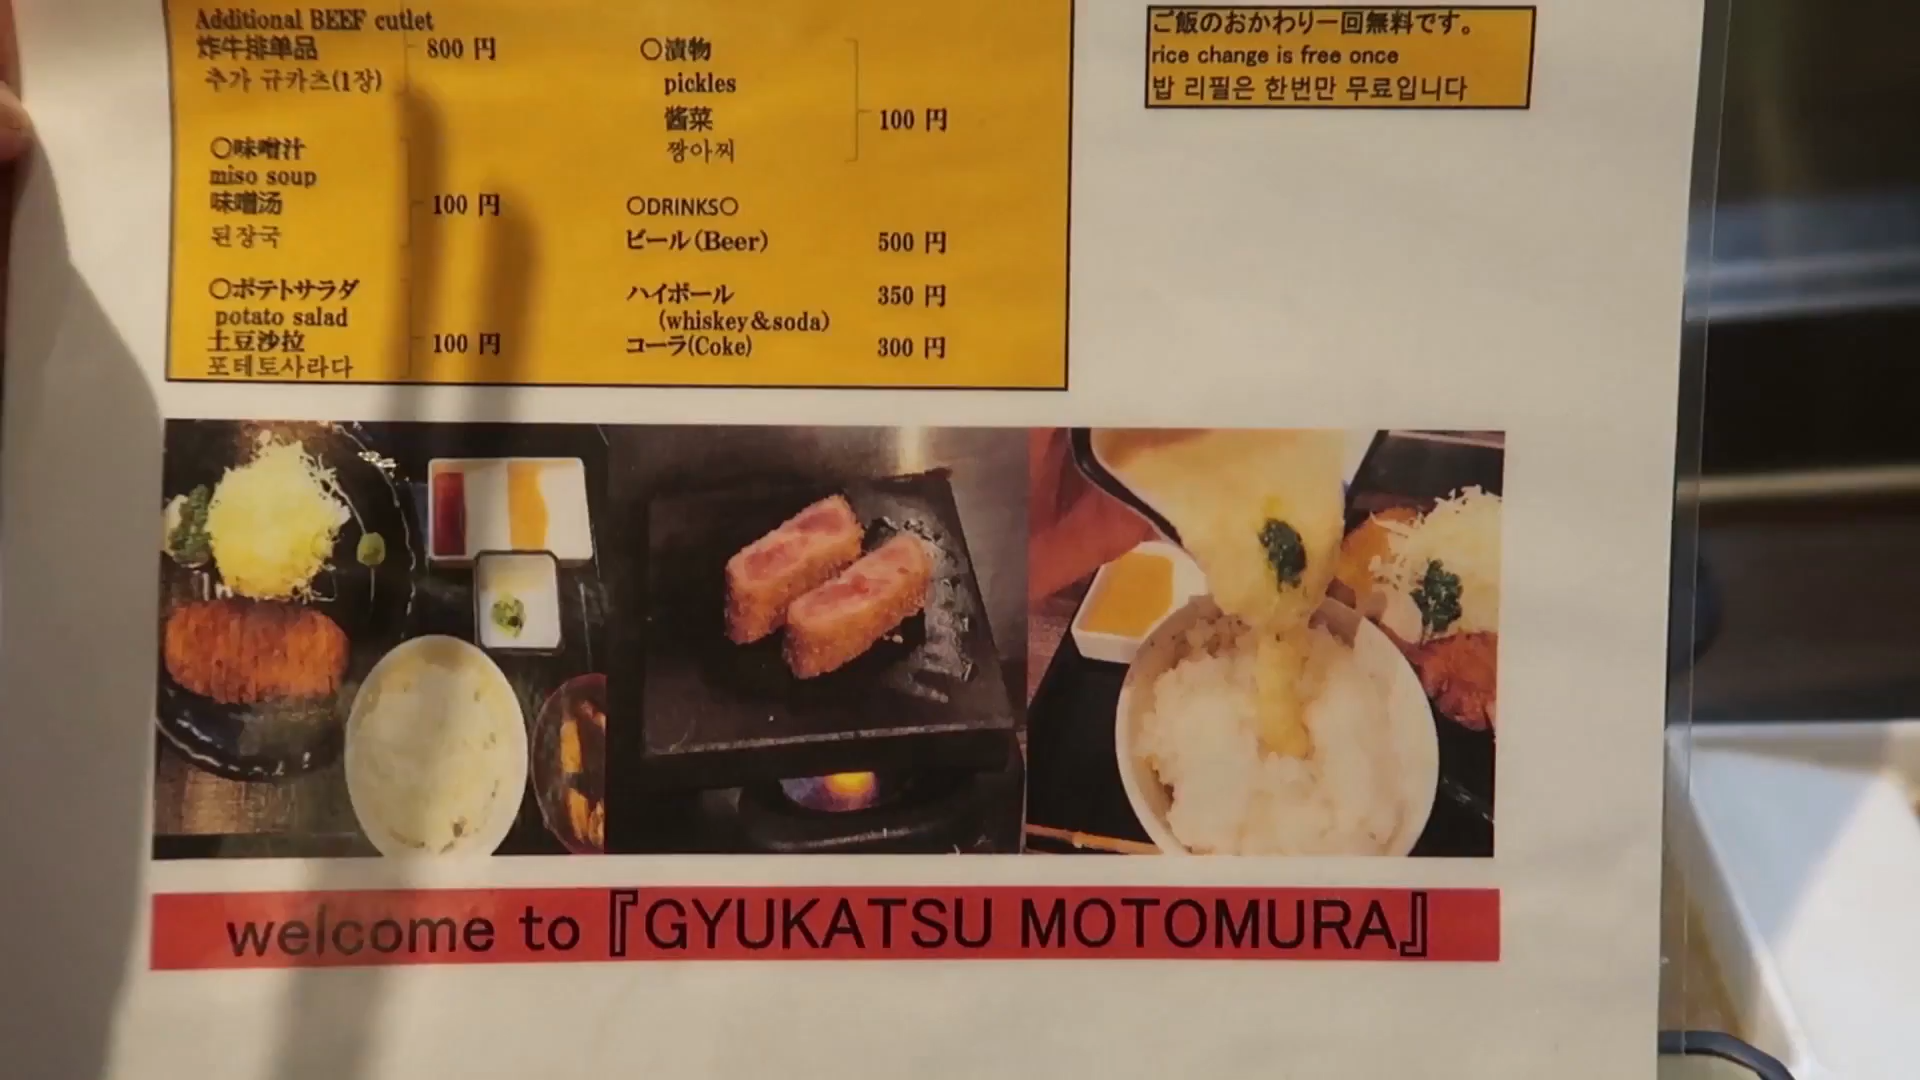 Additional BEEF cutlet
炸牛排单品 800 円
추가 규카츠(1장)
〇味噌汁
miso soup
味噌汤 100 円
된장국
〇ポテトサラダ
potato salad
土豆沙拉 100 円
포테토사라다
〇漬物
pickles
酱菜 100 円
짱아찌
〇DRINKS〇
ビール(Beer) 500 円
ハイボール 350 円
(whiskey&soda)
コーラ(Coke) 300 円
ご飯のおかわり一回無料です。
rice change is free once
밥 리필은 한번만 무료입니다
welcome to『GYUKATSU MOTOMURA』